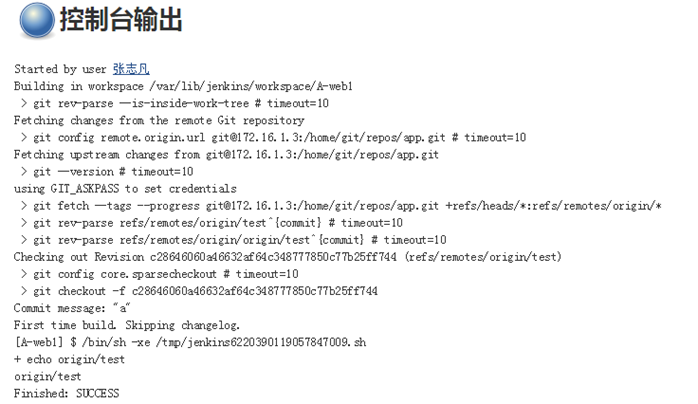 控制台输出
Started by user 张志凡
Building in workspace /var/lib/jenkins/workspace/A-web1
> git rev-parse --is-inside-work-tree # timeout=10
Fetching changes from the remote Git repository
> git config remote.origin.url git@172.16.1.3:/home/git/repos/app.git # timeout=10
Fetching upstream changes from git@172.16.1.3:/home/git/repos/app.git
> git --version # timeout=10
using GIT_ASKPASS to set credentials
> git fetch --tags --progress git@172.16.1.3:/home/git/repos/app.git +refs/heads/*:refs/remotes/origin/*
> git rev-parse refs/remotes/origin/test^{commit} # timeout=10
> git rev-parse refs/remotes/origin/origin/test^{commit} # timeout=10
Checking out Revision c28646060a46632af64c348777850c77b25ff744 (refs/remotes/origin/test)
> git config core.sparsecheckout # timeout=10
> git checkout -f c28646060a46632af64c348777850c77b25ff744
Commit message: "a"
First time build. Skipping changelog.
[A-web1] $ /bin/sh -xe /tmp/jenkins6220390119057847009.sh
+ echo origin/test
origin/test
Finished: SUCCESS